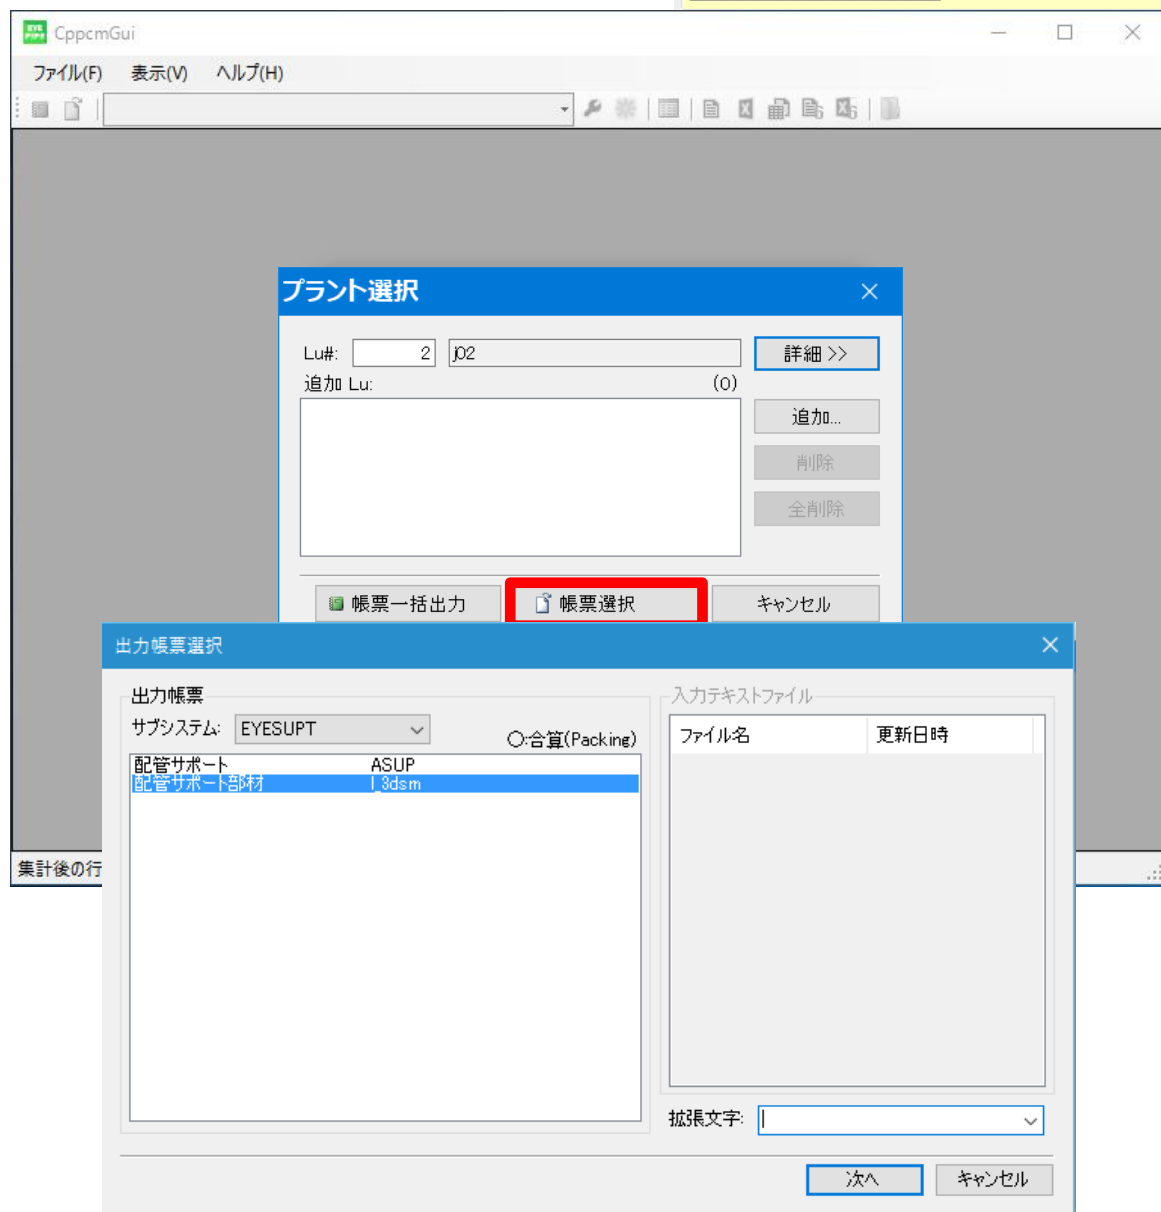 EYE
PIPE
CppcmGui
ファイル(F) 表示(V) ヘルプ(H)
プラント選択
Lu#: 2 j02 詳細 >>
追加 Lu: (0)
追加...
削除
全削除
帳票一括出力 帳票選択 キャンセル
出力帳票選択
出力帳票
サブシステム: EYESUPT
○:合算(Packing)
配管サポート ASUP
配管サポート部材 l_3dsm
入力テキストファイル
ファイル名 更新日時
拡張文字:
次へ キャンセル
集計後の行